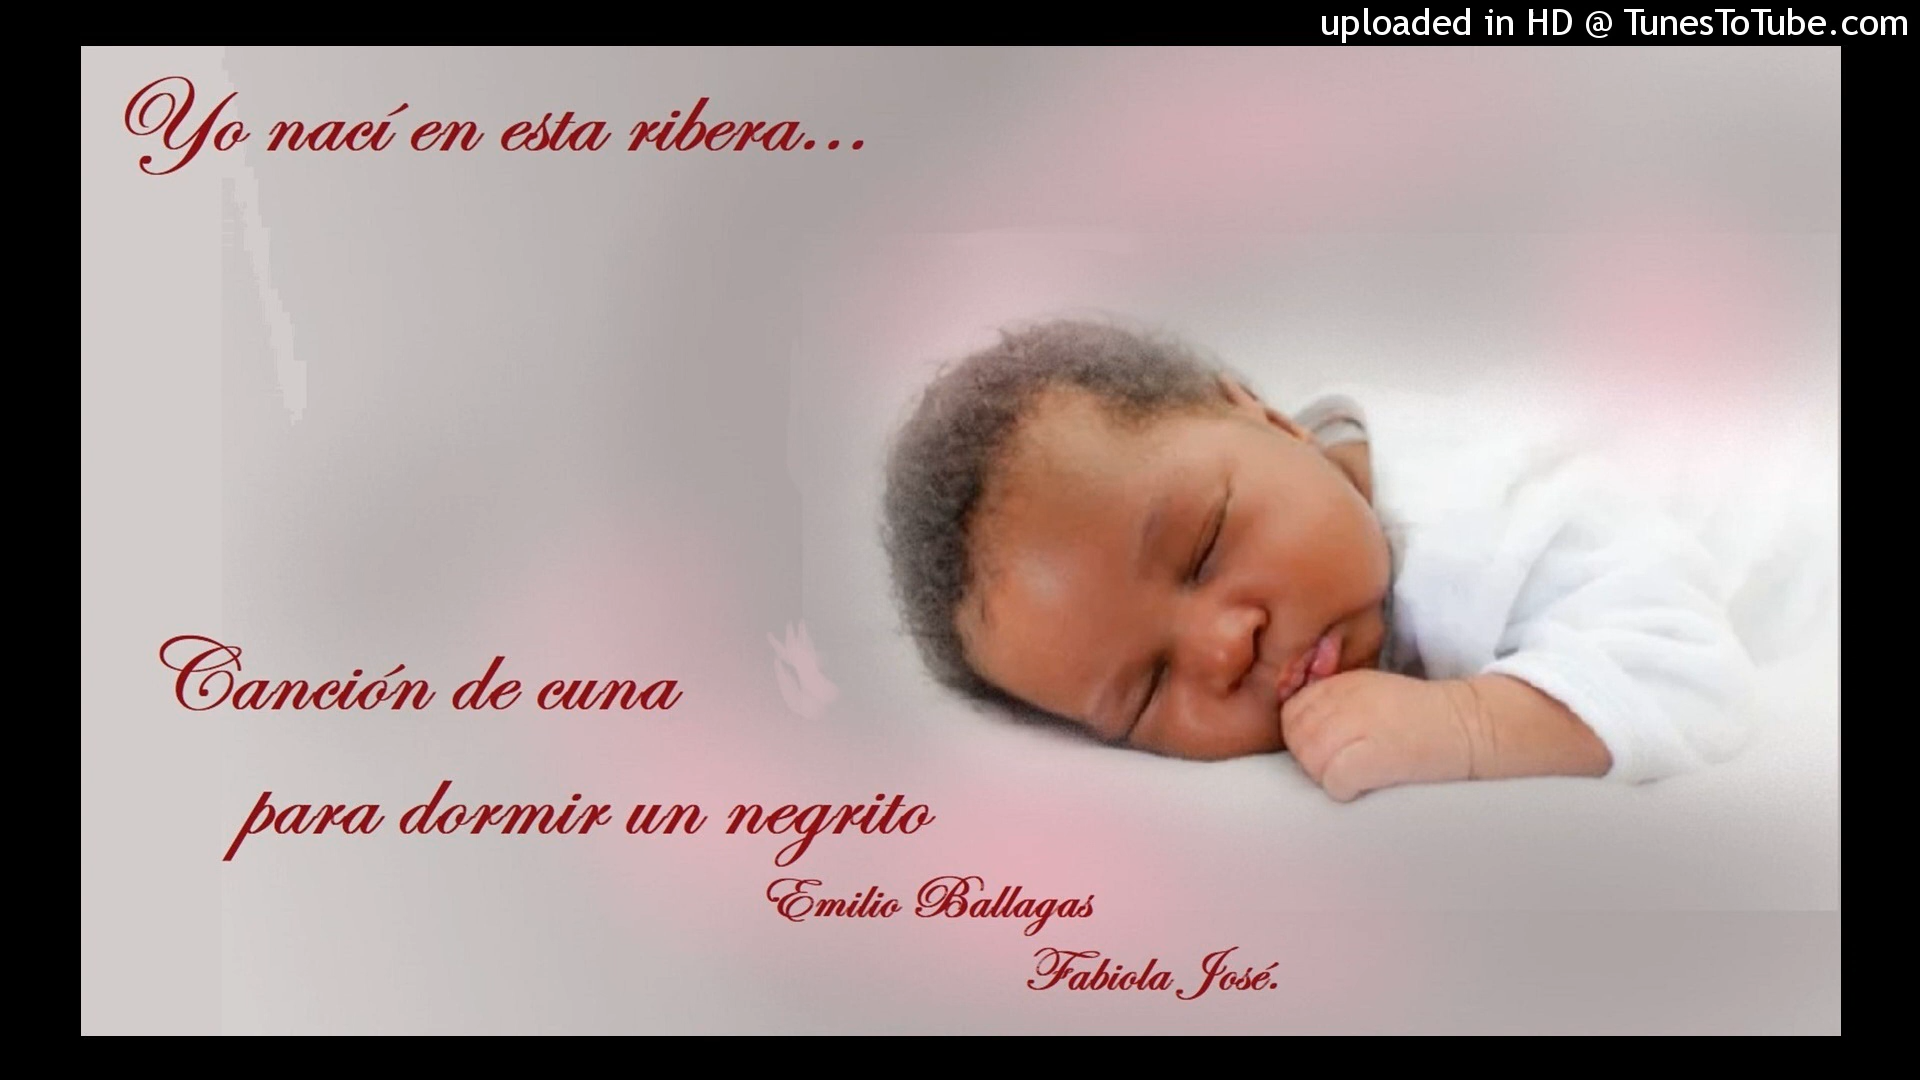 uploaded in HD @ TunesToTube.com
Yo nací en esta ribera...
Canción de cuna
para dormir un negrito
Emilio Ballagas
Fabiola José.